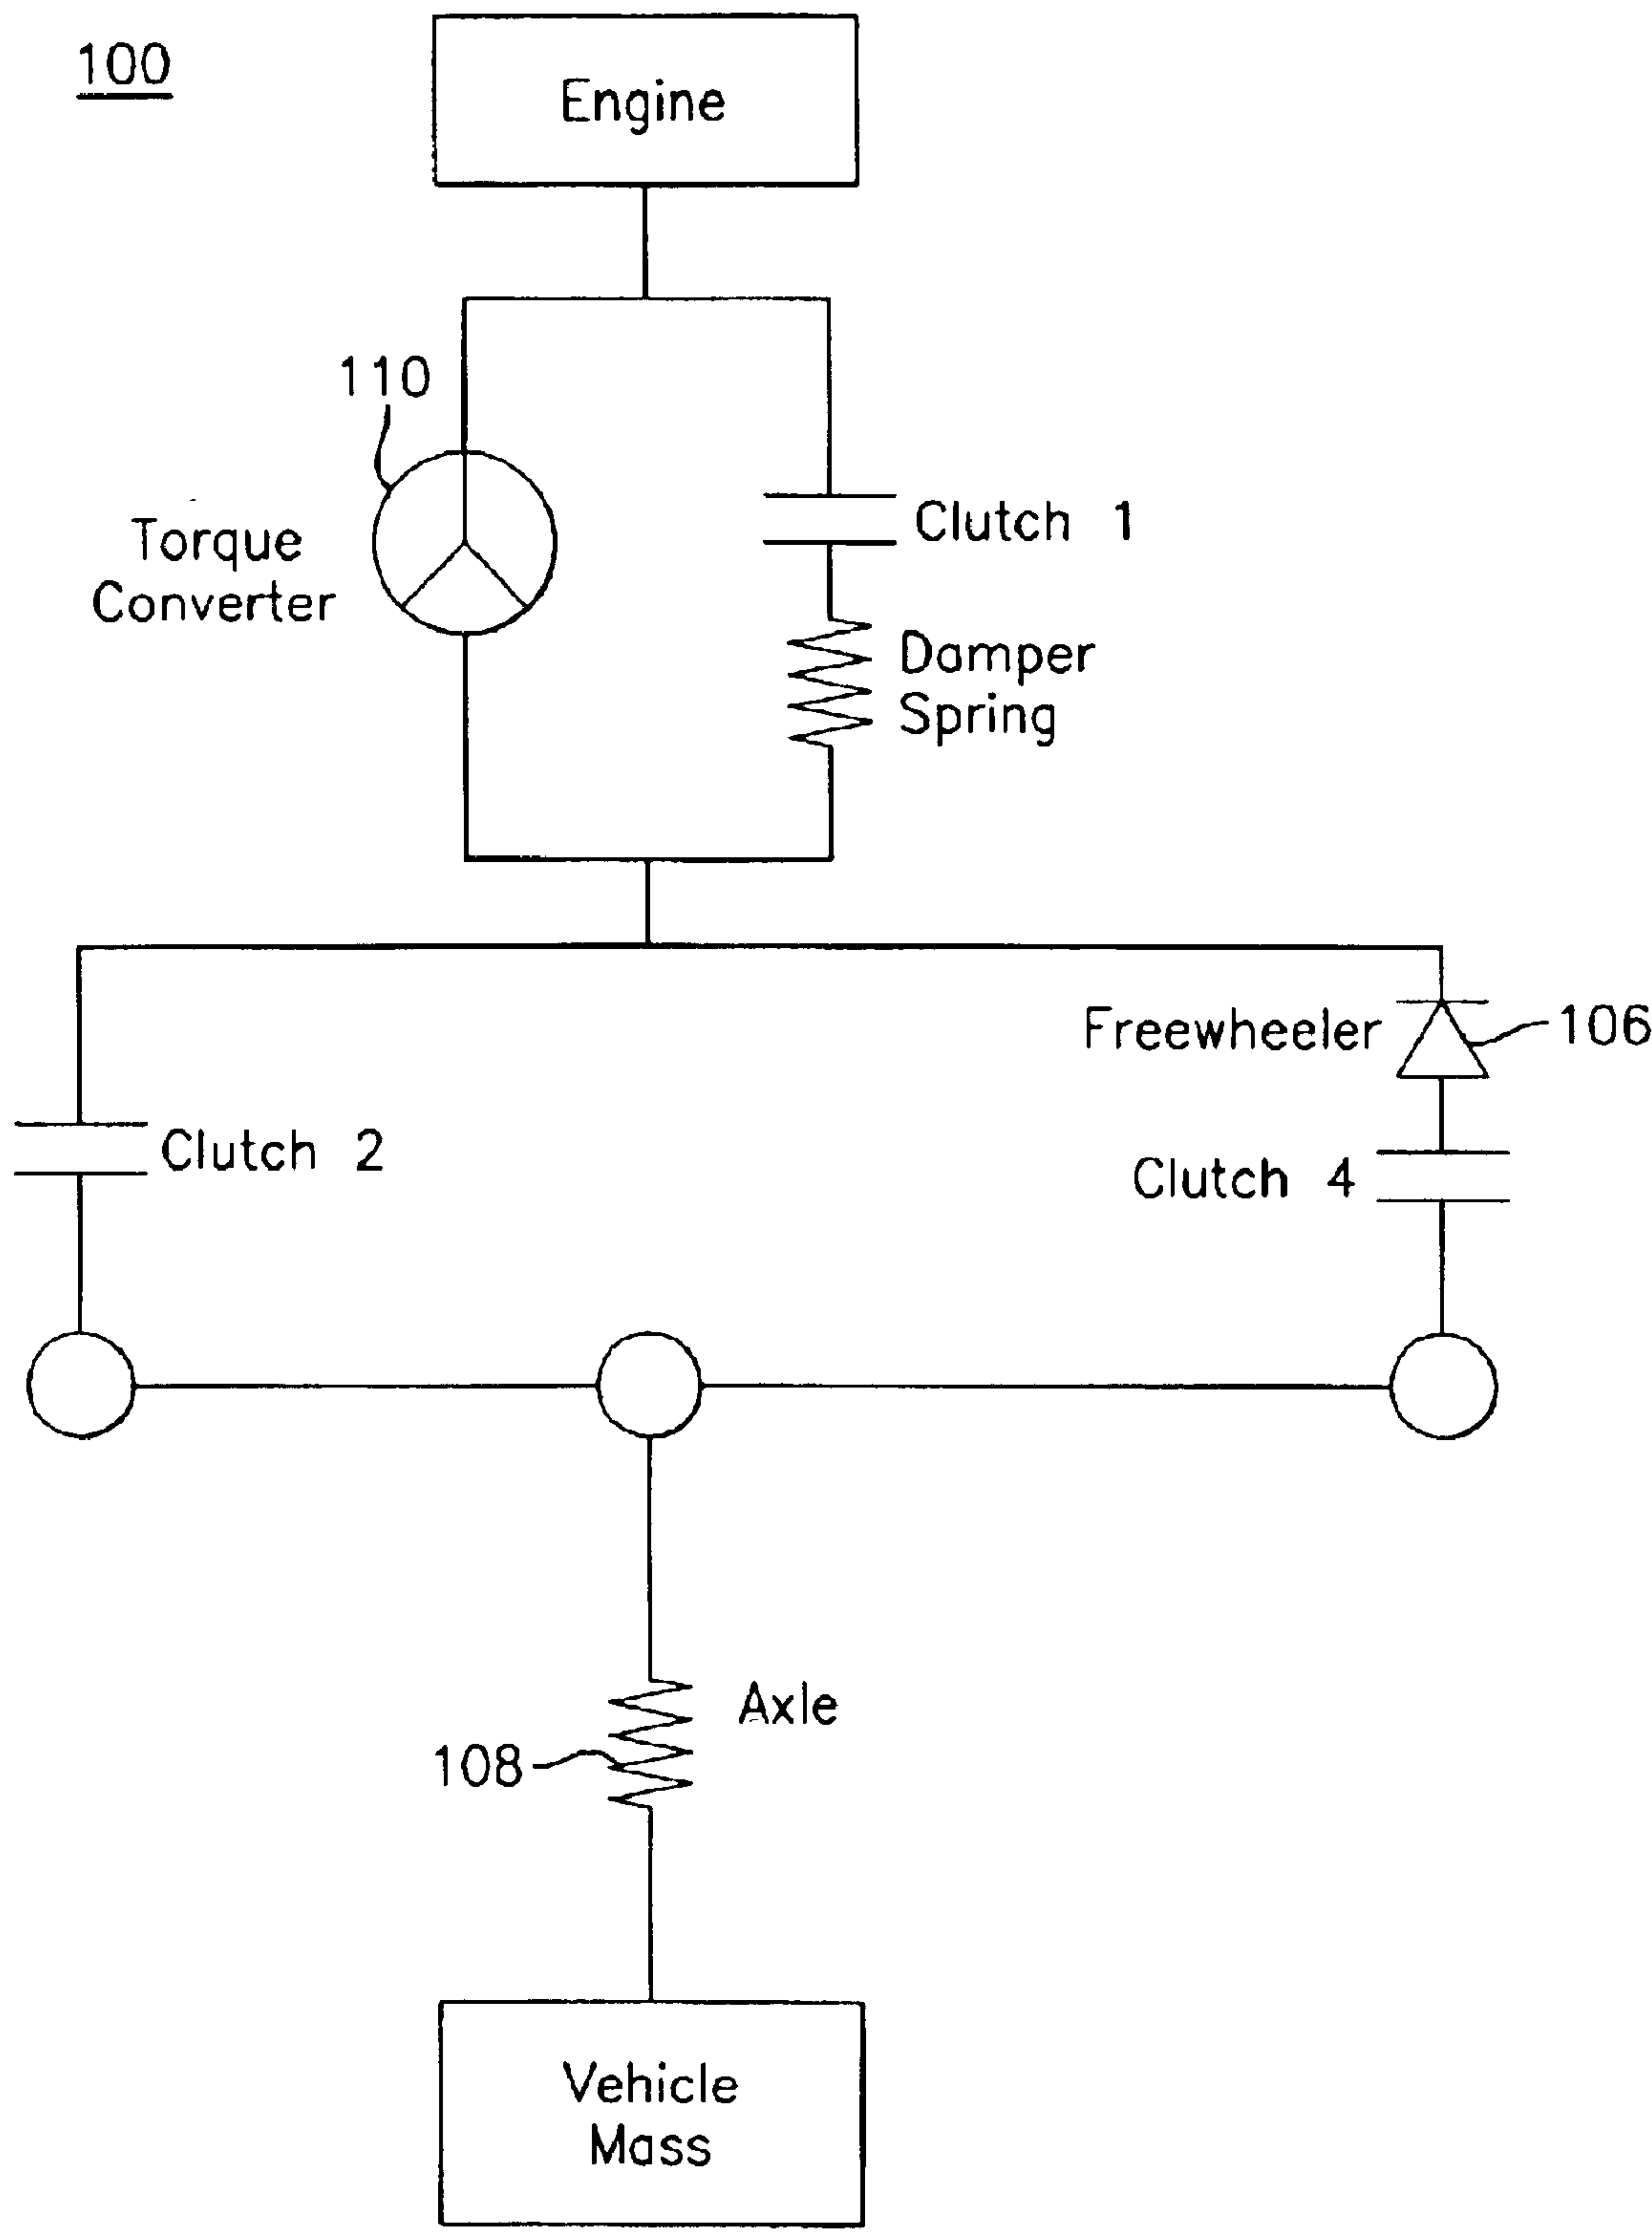 100
Engine
110
Torque
Converter
Clutch 1
Damper
Spring
Freewheeler
106
Clutch 2
Clutch 4
Axle
108
Vehicle
Mass